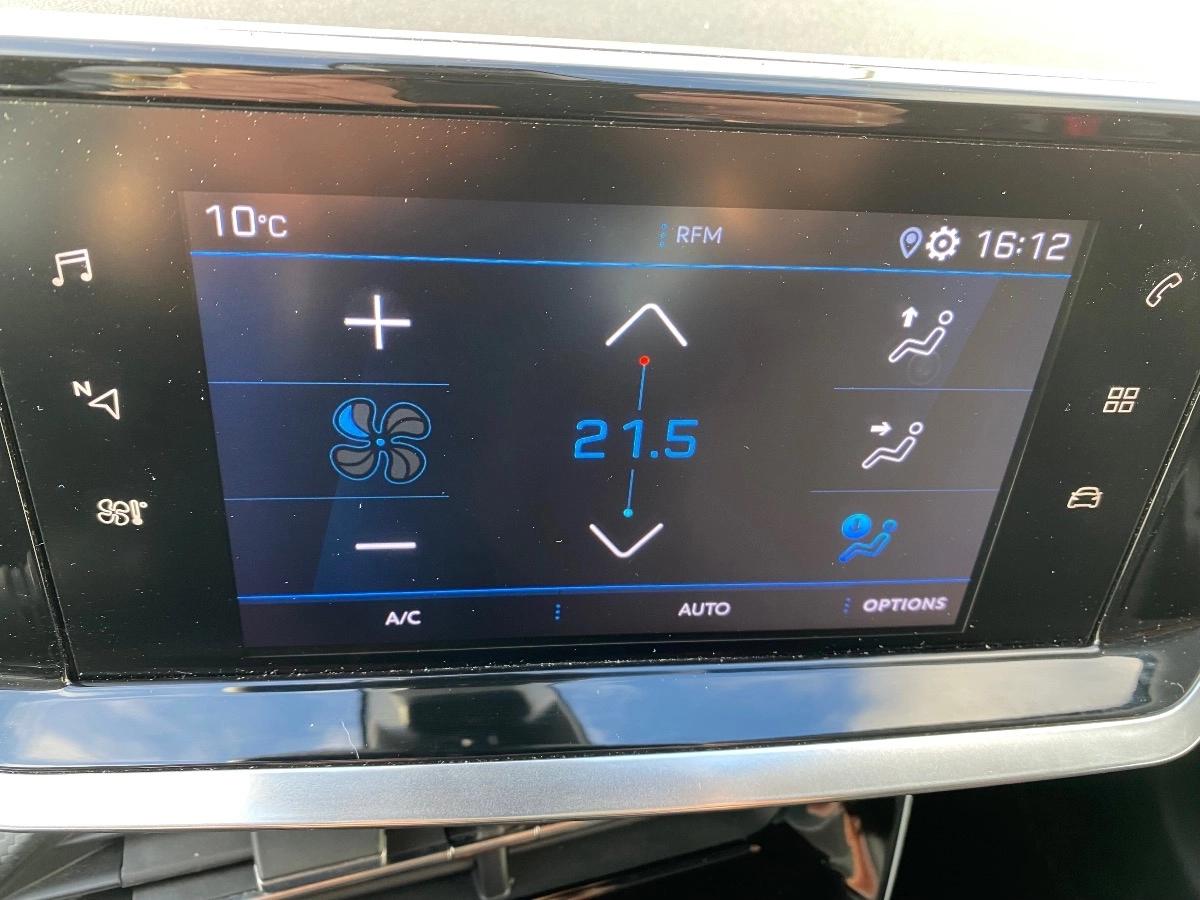 10°C RFM 16:12
N
21.5
A/C AUTO OPTIONS